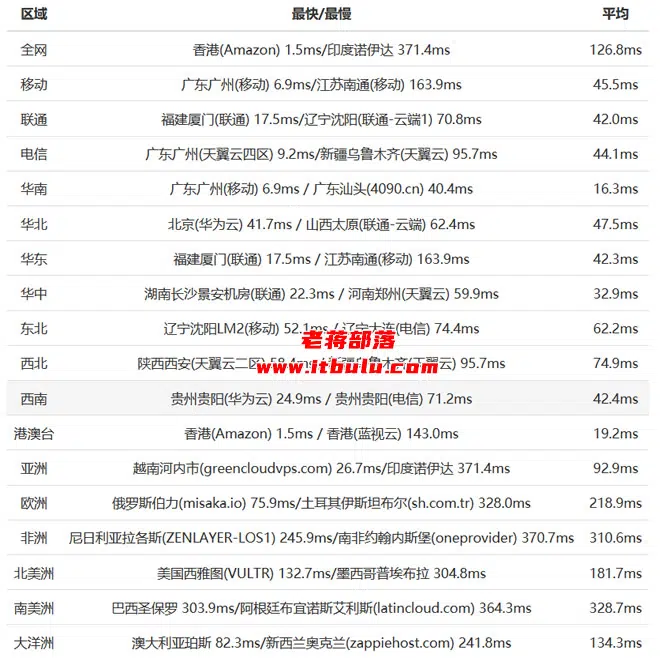 区域 最快/最慢 平均
全网 香港(Amazon) 1.5ms/印度诺伊达 371.4ms 126.8ms
移动 广东广州(移动) 6.9ms/江苏南通(移动) 163.9ms 45.5ms
联通 福建厦门(联通) 17.5ms/辽宁沈阳(联通-云端1) 70.8ms 42.0ms
电信 广东广州(天翼云四区) 9.2ms/新疆乌鲁木齐(天翼云) 95.7ms 44.1ms
华南 广东广州(移动) 6.9ms / 广东汕头(4090.cn) 40.4ms 16.3ms
华北 北京(华为云) 41.7ms / 山西太原(联通-云端) 62.4ms 47.5ms
华东 福建厦门(联通) 17.5ms / 江苏南通(移动) 163.9ms 42.3ms
华中 湖南长沙景安机房(联通) 22.3ms / 河南郑州(天翼云) 59.9ms 32.9ms
东北 辽宁沈阳LM2(移动) 52.1ms / 辽宁大连(电信) 74.4ms 62.2ms
老蒋部落
西北 陕西西安(天翼云二区) 58.4ms / 新疆乌鲁木齐(天翼云) 95.7ms 74.9ms
www.itbulu.com
西南 贵州贵阳(华为云) 24.9ms / 贵州贵阳(电信) 71.2ms 42.4ms
港澳台 香港(Amazon) 1.5ms / 香港(蓝视云) 143.0ms 19.2ms
亚洲 越南河内市(greencloudvps.com) 26.7ms/印度诺伊达 371.4ms 92.9ms
欧洲 俄罗斯伯力(misaka.io) 75.9ms/土耳其伊斯坦布尔(sh.com.tr) 328.0ms 218.9ms
非洲 尼日利亚拉各斯(ZENLAYER-LOS1) 245.9ms/南非约翰内斯堡(oneprovider) 370.7ms 310.6ms
北美洲 美国西雅图(VULTR) 132.7ms/墨西哥普埃布拉 304.8ms 181.7ms
南美洲 巴西圣保罗 303.9ms/阿根廷布宜诺斯艾利斯(latincloud.com) 364.3ms 328.7ms
大洋洲 澳大利亚珀斯 82.3ms/新西兰奥克兰(zappiehost.com) 241.8ms 134.3ms